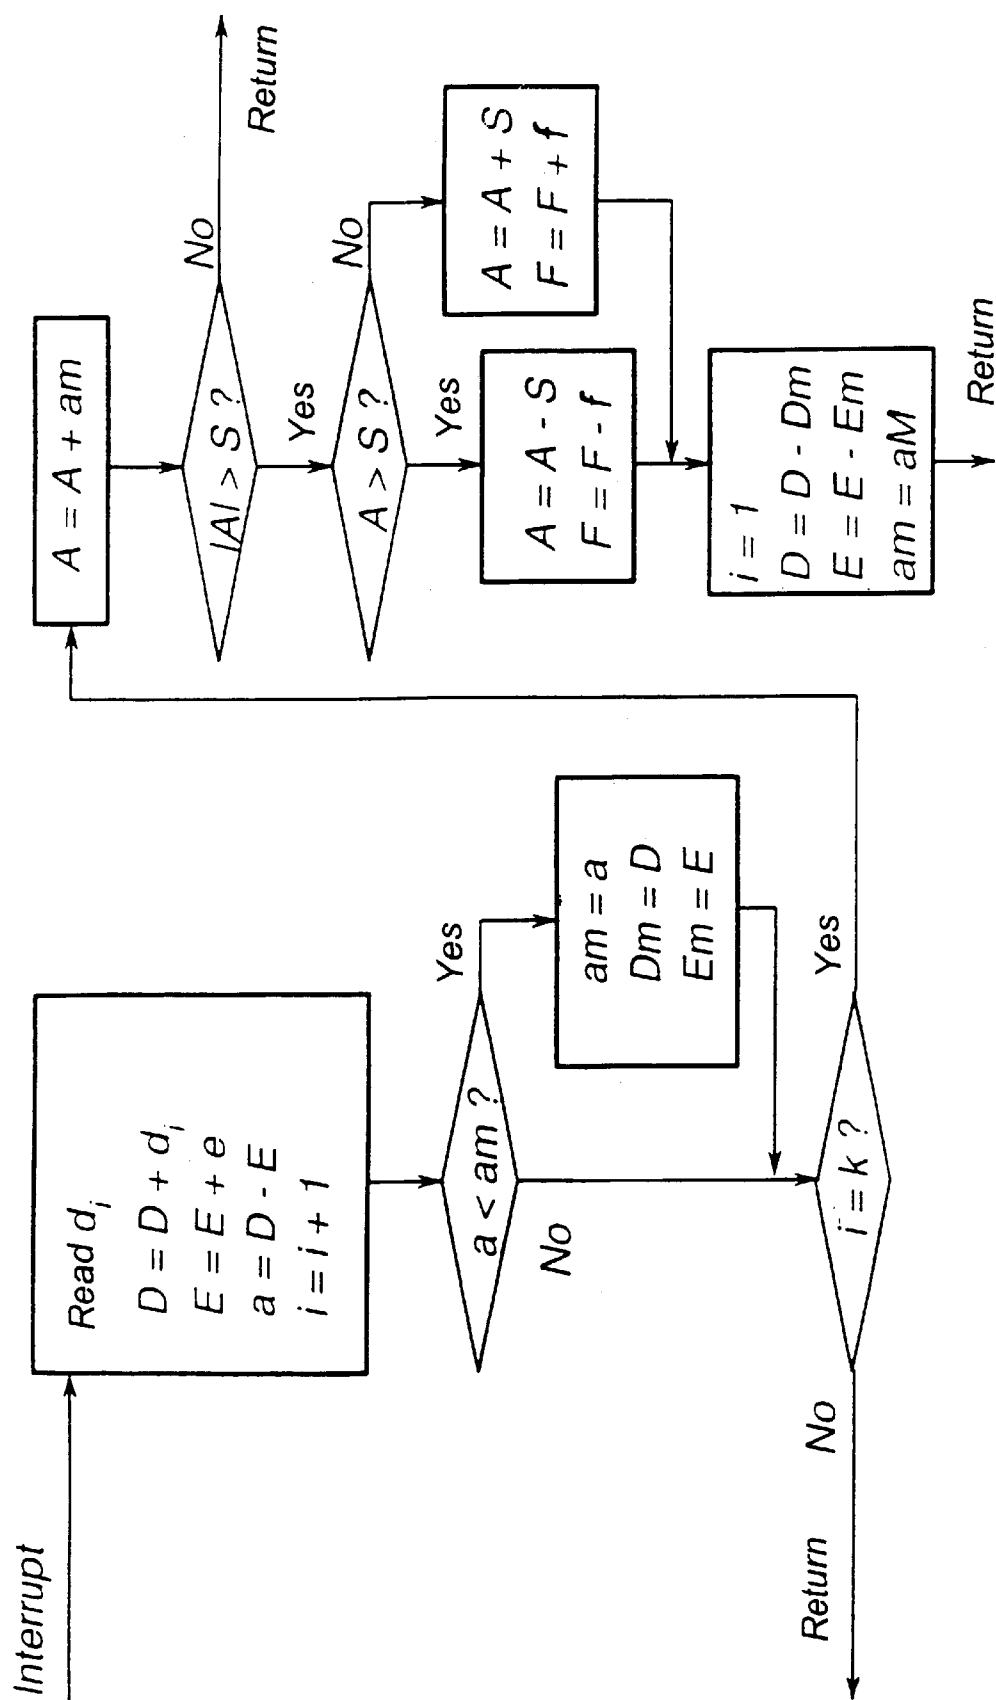 Interrupt
Read d_i
D = D + d_i
E = E + e
a = D - E
i = i + 1
a < am ?
Yes
No
am = a
Dm = D
Em = E
i = k ?
No
Return
Yes
A = A + am
|A| > S ?
No
Return
Yes
A > S ?
No
Yes
A = A + S
F = F + f
A = A - S
F = F - f
i = 1
D = D - Dm
E = E - Em
am = aM
Return